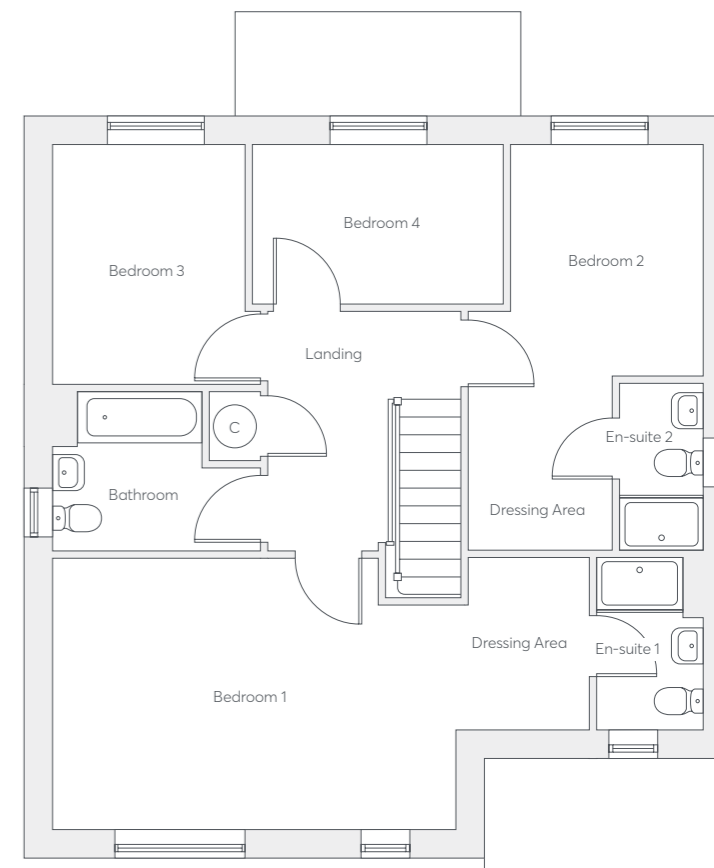 Bedroom 4
Bedroom 2
Bedroom 3
Landing
C
En-suite 2
Bathroom
Dressing Area
Dressing Area
En-suite 1
Bedroom 1